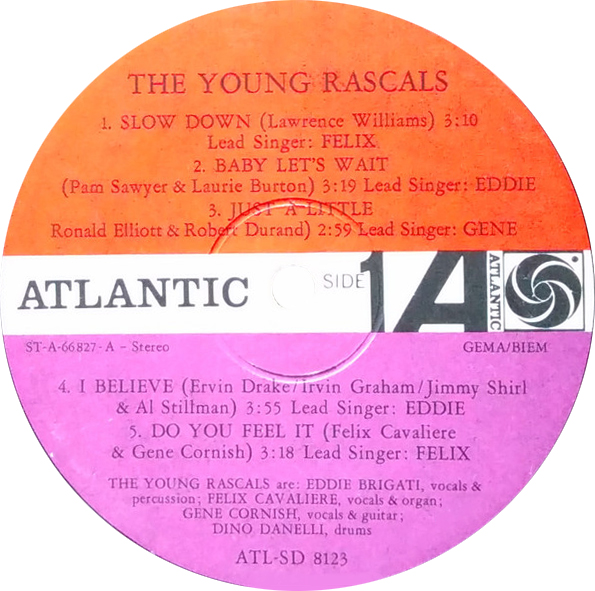 THE YOUNG RASCALS
1. SLOW DOWN (Lawrence Williams) 3:10
Lead Singer: FELIX
2. BABY LET'S WAIT
(Pam Sawyer & Laurie Burton) 3:19 Lead Singer: EDDIE
3. JUST A LITTLE
Ronald Elliott & Robert Durand) 2:59 Lead Singer: GENE
ATLANTIC
SIDE 1
A
ATLANTIC
ST-A-66827-A - Stereo
GEMA/BIEM
4. I BELIEVE (Ervin Drake/Irvin Graham/Jimmy Shirl
& Al Stillman) 3:55 Lead Singer: EDDIE
5. DO YOU FEEL IT (Felix Cavaliere
& Gene Cornish) 3:18 Lead Singer: FELIX
THE YOUNG RASCALS are: EDDIE BRIGATI, vocals &
percussion; FELIX CAVALIERE, vocals & organ;
GENE CORNISH, vocals & guitar;
DINO DANELLI, drums
ATL-SD 8123